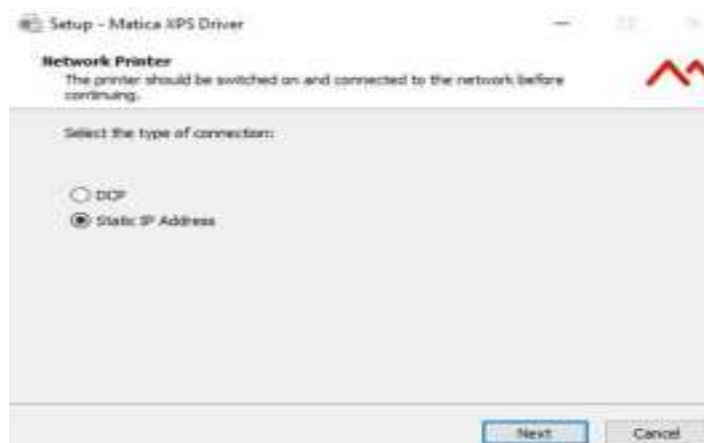 Setup - Matica XPS Driver
Network Printer
The printer should be switched on and connected to the network before
continuing.
Select the type of connection:
DCP
Static IP Address
Next
Cancel